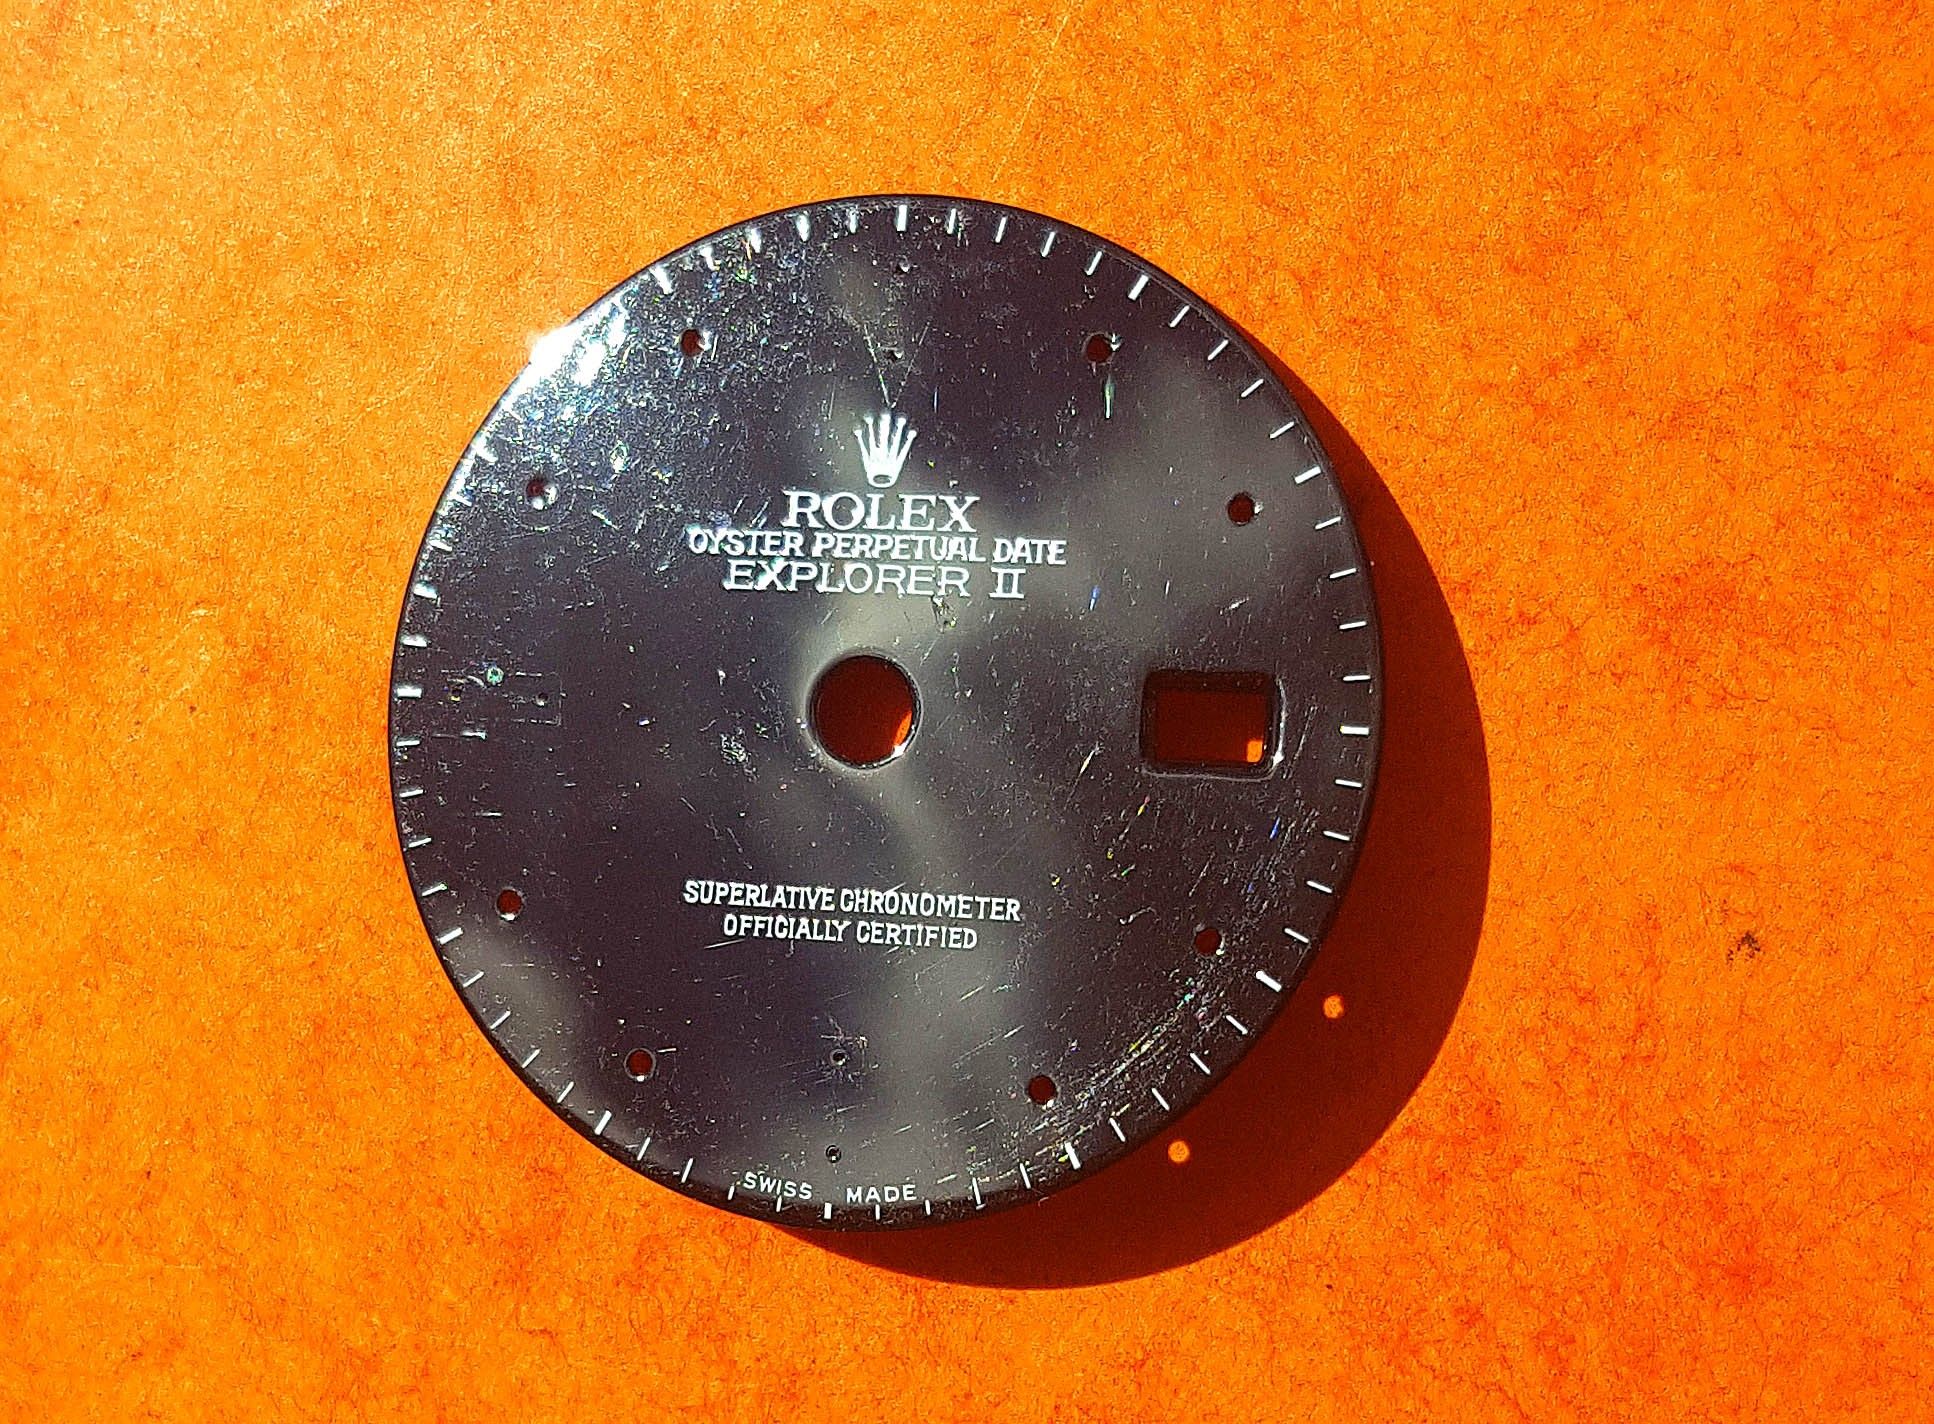 ROLEX
OYSTER PERPETUAL DATE
EXPLORER II
SUPERLATIVE CHRONOMETER
OFFICIALLY CERTIFIED
SWISS MADE